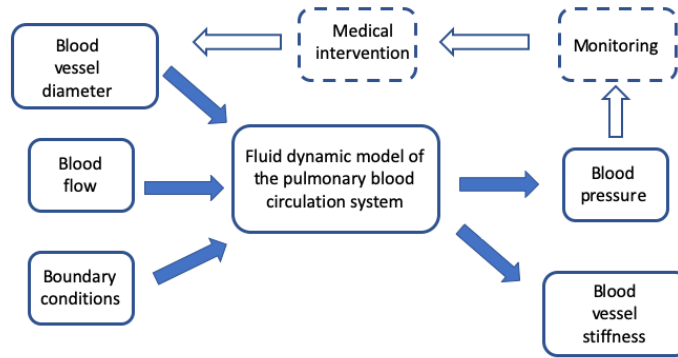 Blood
vessel
diameter
Medical
intervention
Monitoring
Blood
flow
Fluid dynamic model of
the pulmonary blood
circulation system
Blood
pressure
Boundary
conditions
Blood
vessel
stiffness